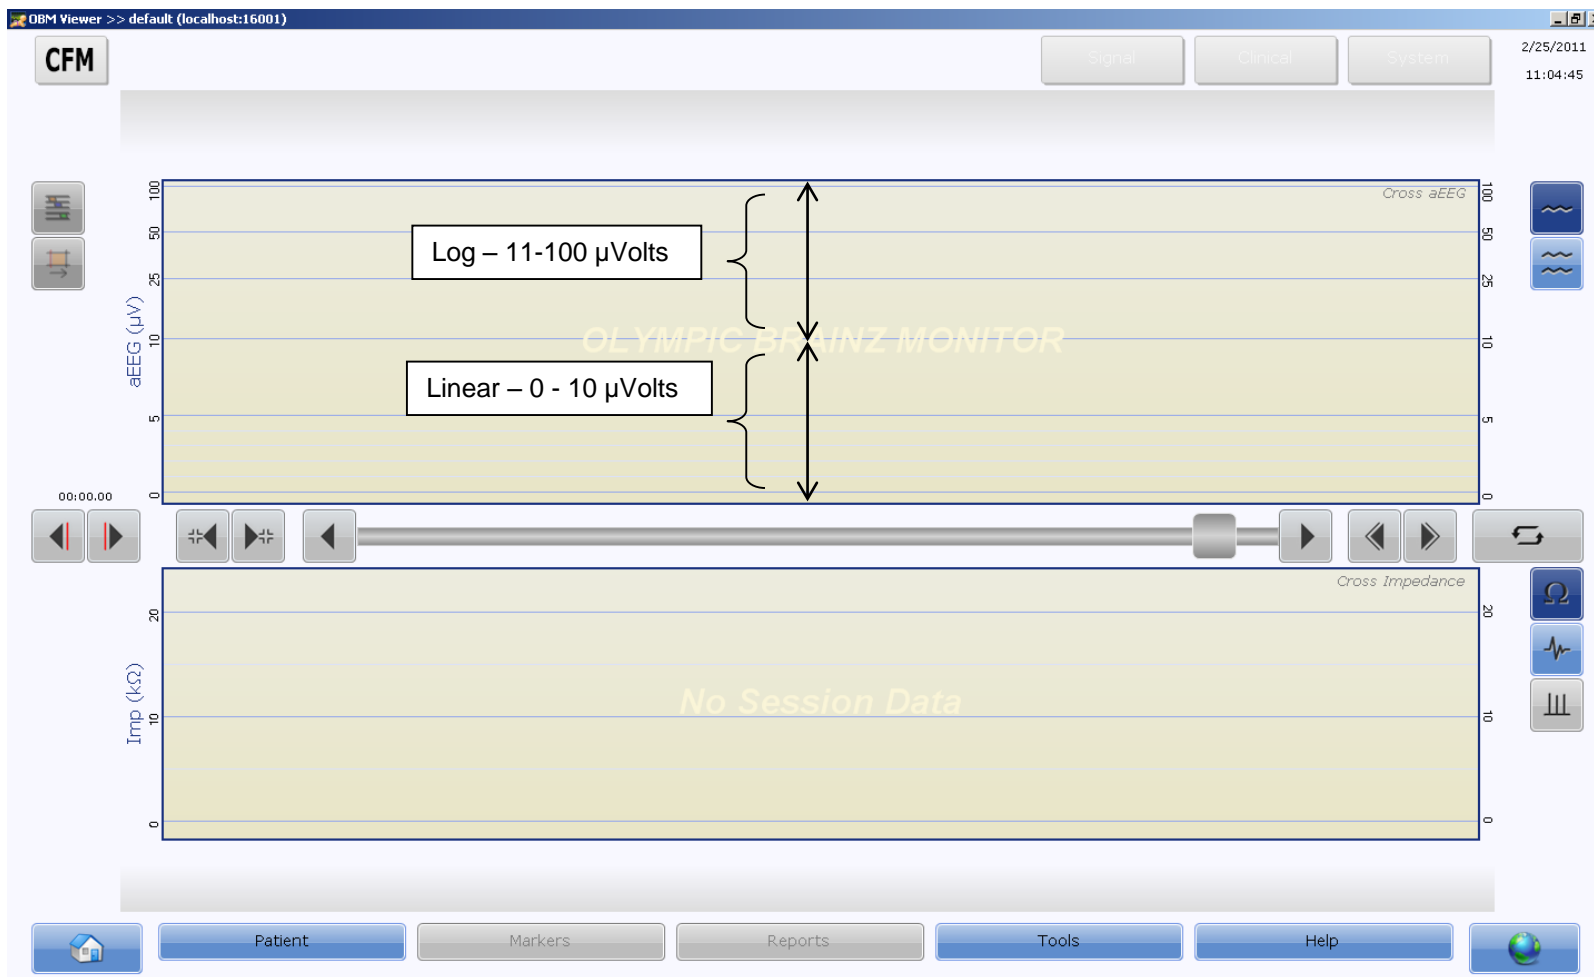 OBM Viewer >> default (localhost:16001)
CFM
Signal
Clinical
System
2/25/2011
11:04:45
Cross aEEG
100
50
25
10
5
0
aEEG (µV)
Log – 11-100 µVolts
OLYMPIC BRAINZ MONITOR
Linear – 0 - 10 µVolts
100
50
25
10
5
0
00:00.00
Cross Impedance
20
10
0
Imp (kΩ)
No Session Data
20
10
0
Ω
Patient
Markers
Reports
Tools
Help